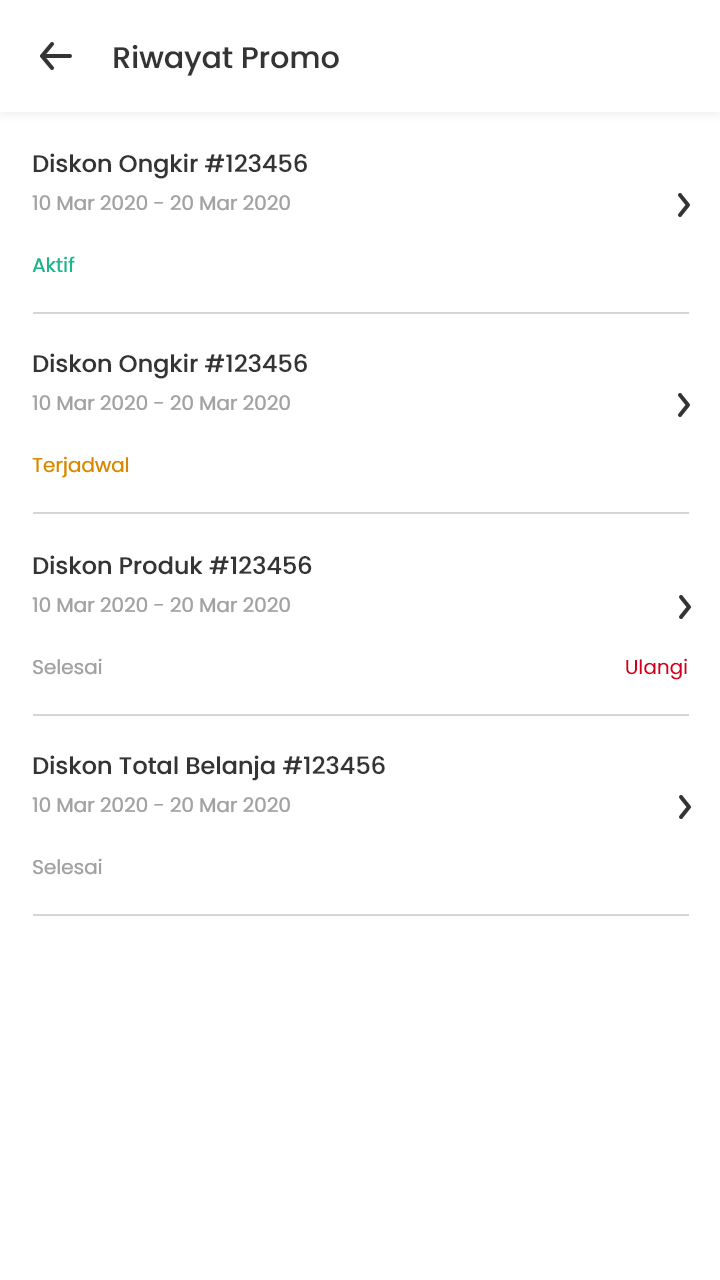 Riwayat Promo
Diskon Ongkir #123456
10 Mar 2020 - 20 Mar 2020
Aktif
Diskon Ongkir #123456
10 Mar 2020 - 20 Mar 2020
Terjadwal
Diskon Produk #123456
10 Mar 2020 - 20 Mar 2020
Selesai Ulangi
Diskon Total Belanja #123456
10 Mar 2020 - 20 Mar 2020
Selesai